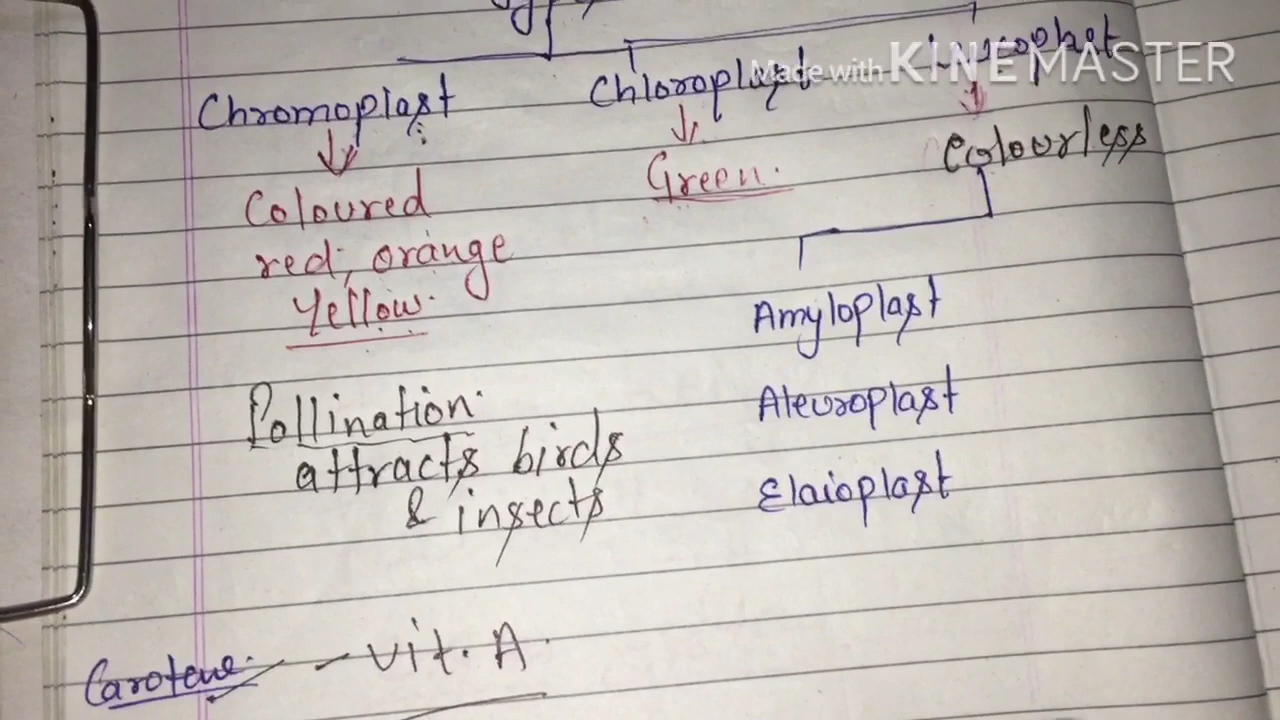 Chromoplast
Chloroplast
Made with KINEMASTER
Coloured
red, orange
Yellow.
Green.
Colourless
Amyloplast
Aleuroplast
Elaioplast
Pollination.
attracts birds
& insects
Carotene. - vit. A.